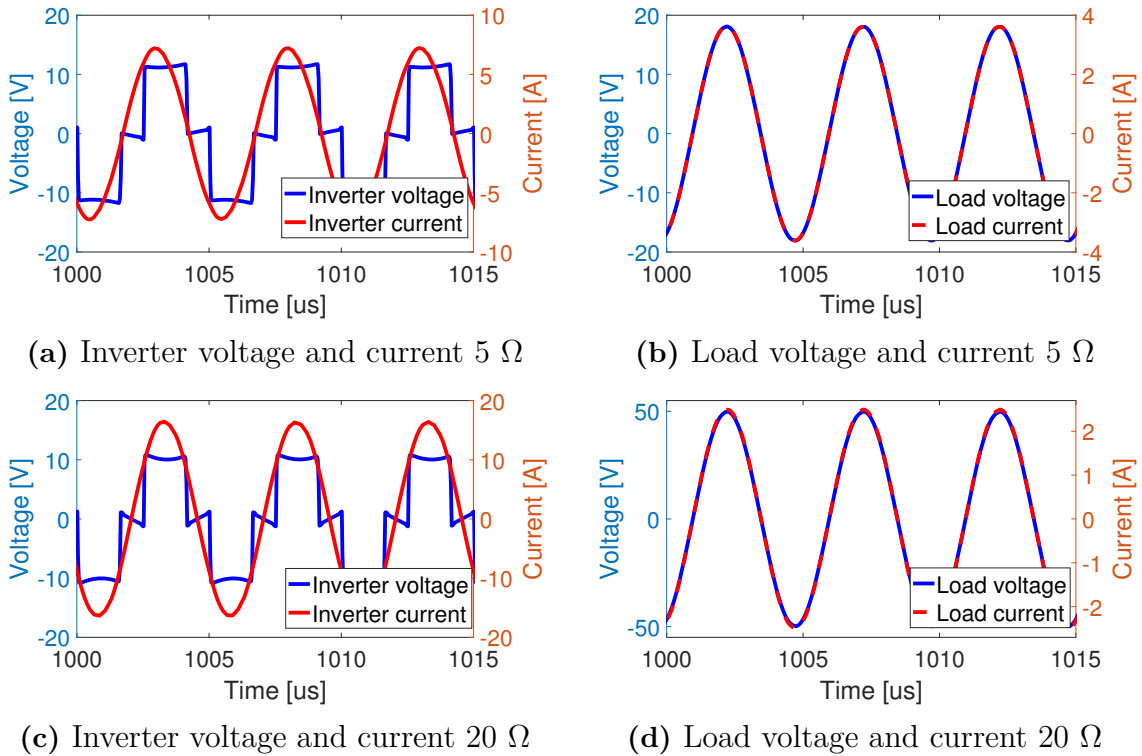 20
10
0
-10
-20
Voltage [V]
10
5
0
-5
-10
Current [A]
Inverter voltage
Inverter current
1000
1005
1010
1015
Time [us]
(a) Inverter voltage and current 5 Ω
20
10
0
-10
-20
Voltage [V]
4
2
0
-2
-4
Current [A]
Load voltage
Load current
1000
1005
1010
1015
Time [us]
(b) Load voltage and current 5 Ω
20
10
0
-10
-20
Voltage [V]
20
10
0
-10
-20
Current [A]
Inverter voltage
Inverter current
1000
1005
1010
1015
Time [us]
(c) Inverter voltage and current 20 Ω
50
0
-50
Voltage [V]
2
1
0
-1
-2
Current [A]
Load voltage
Load current
1000
1005
1010
1015
Time [us]
(d) Load voltage and current 20 Ω